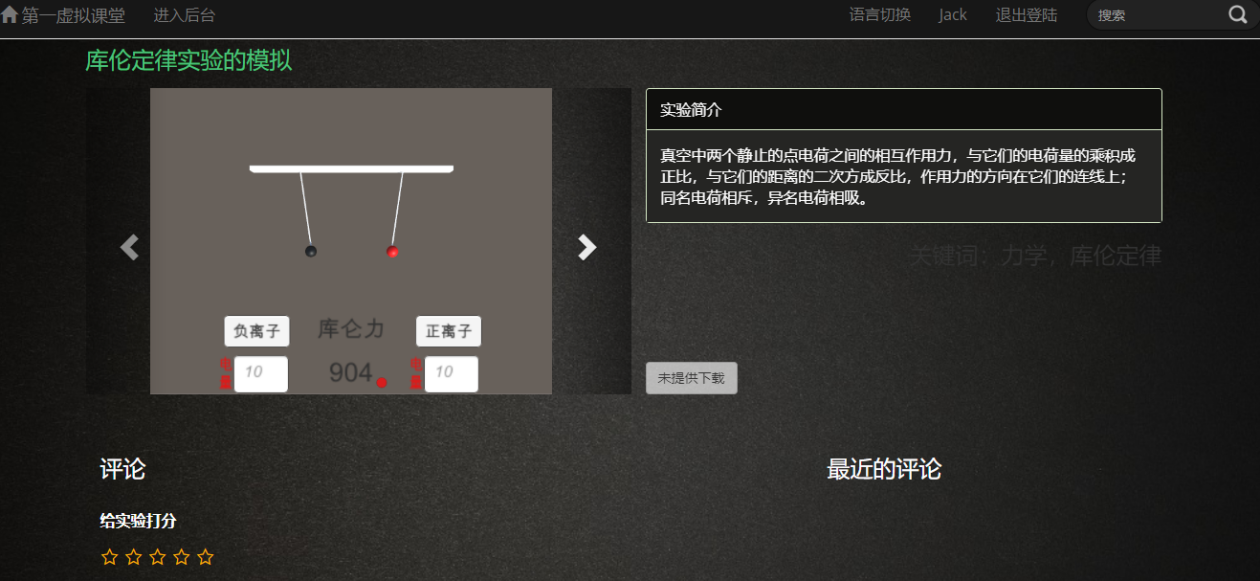 第一虚拟课堂 进入后台 语言切换 Jack 退出登陆 搜索
库伦定律实验的模拟
负离子 库仑力 正离子
电量 10 904 电量 10
实验简介
真空中两个静止的点电荷之间的相互作用力，与它们的电荷量的乘积成
正比，与它们的距离的二次方成反比，作用力的方向在它们的连线上；
同名电荷相斥，异名电荷相吸。
关键词：力学，库伦定律
未提供下载
评论
最近的评论
给实验打分